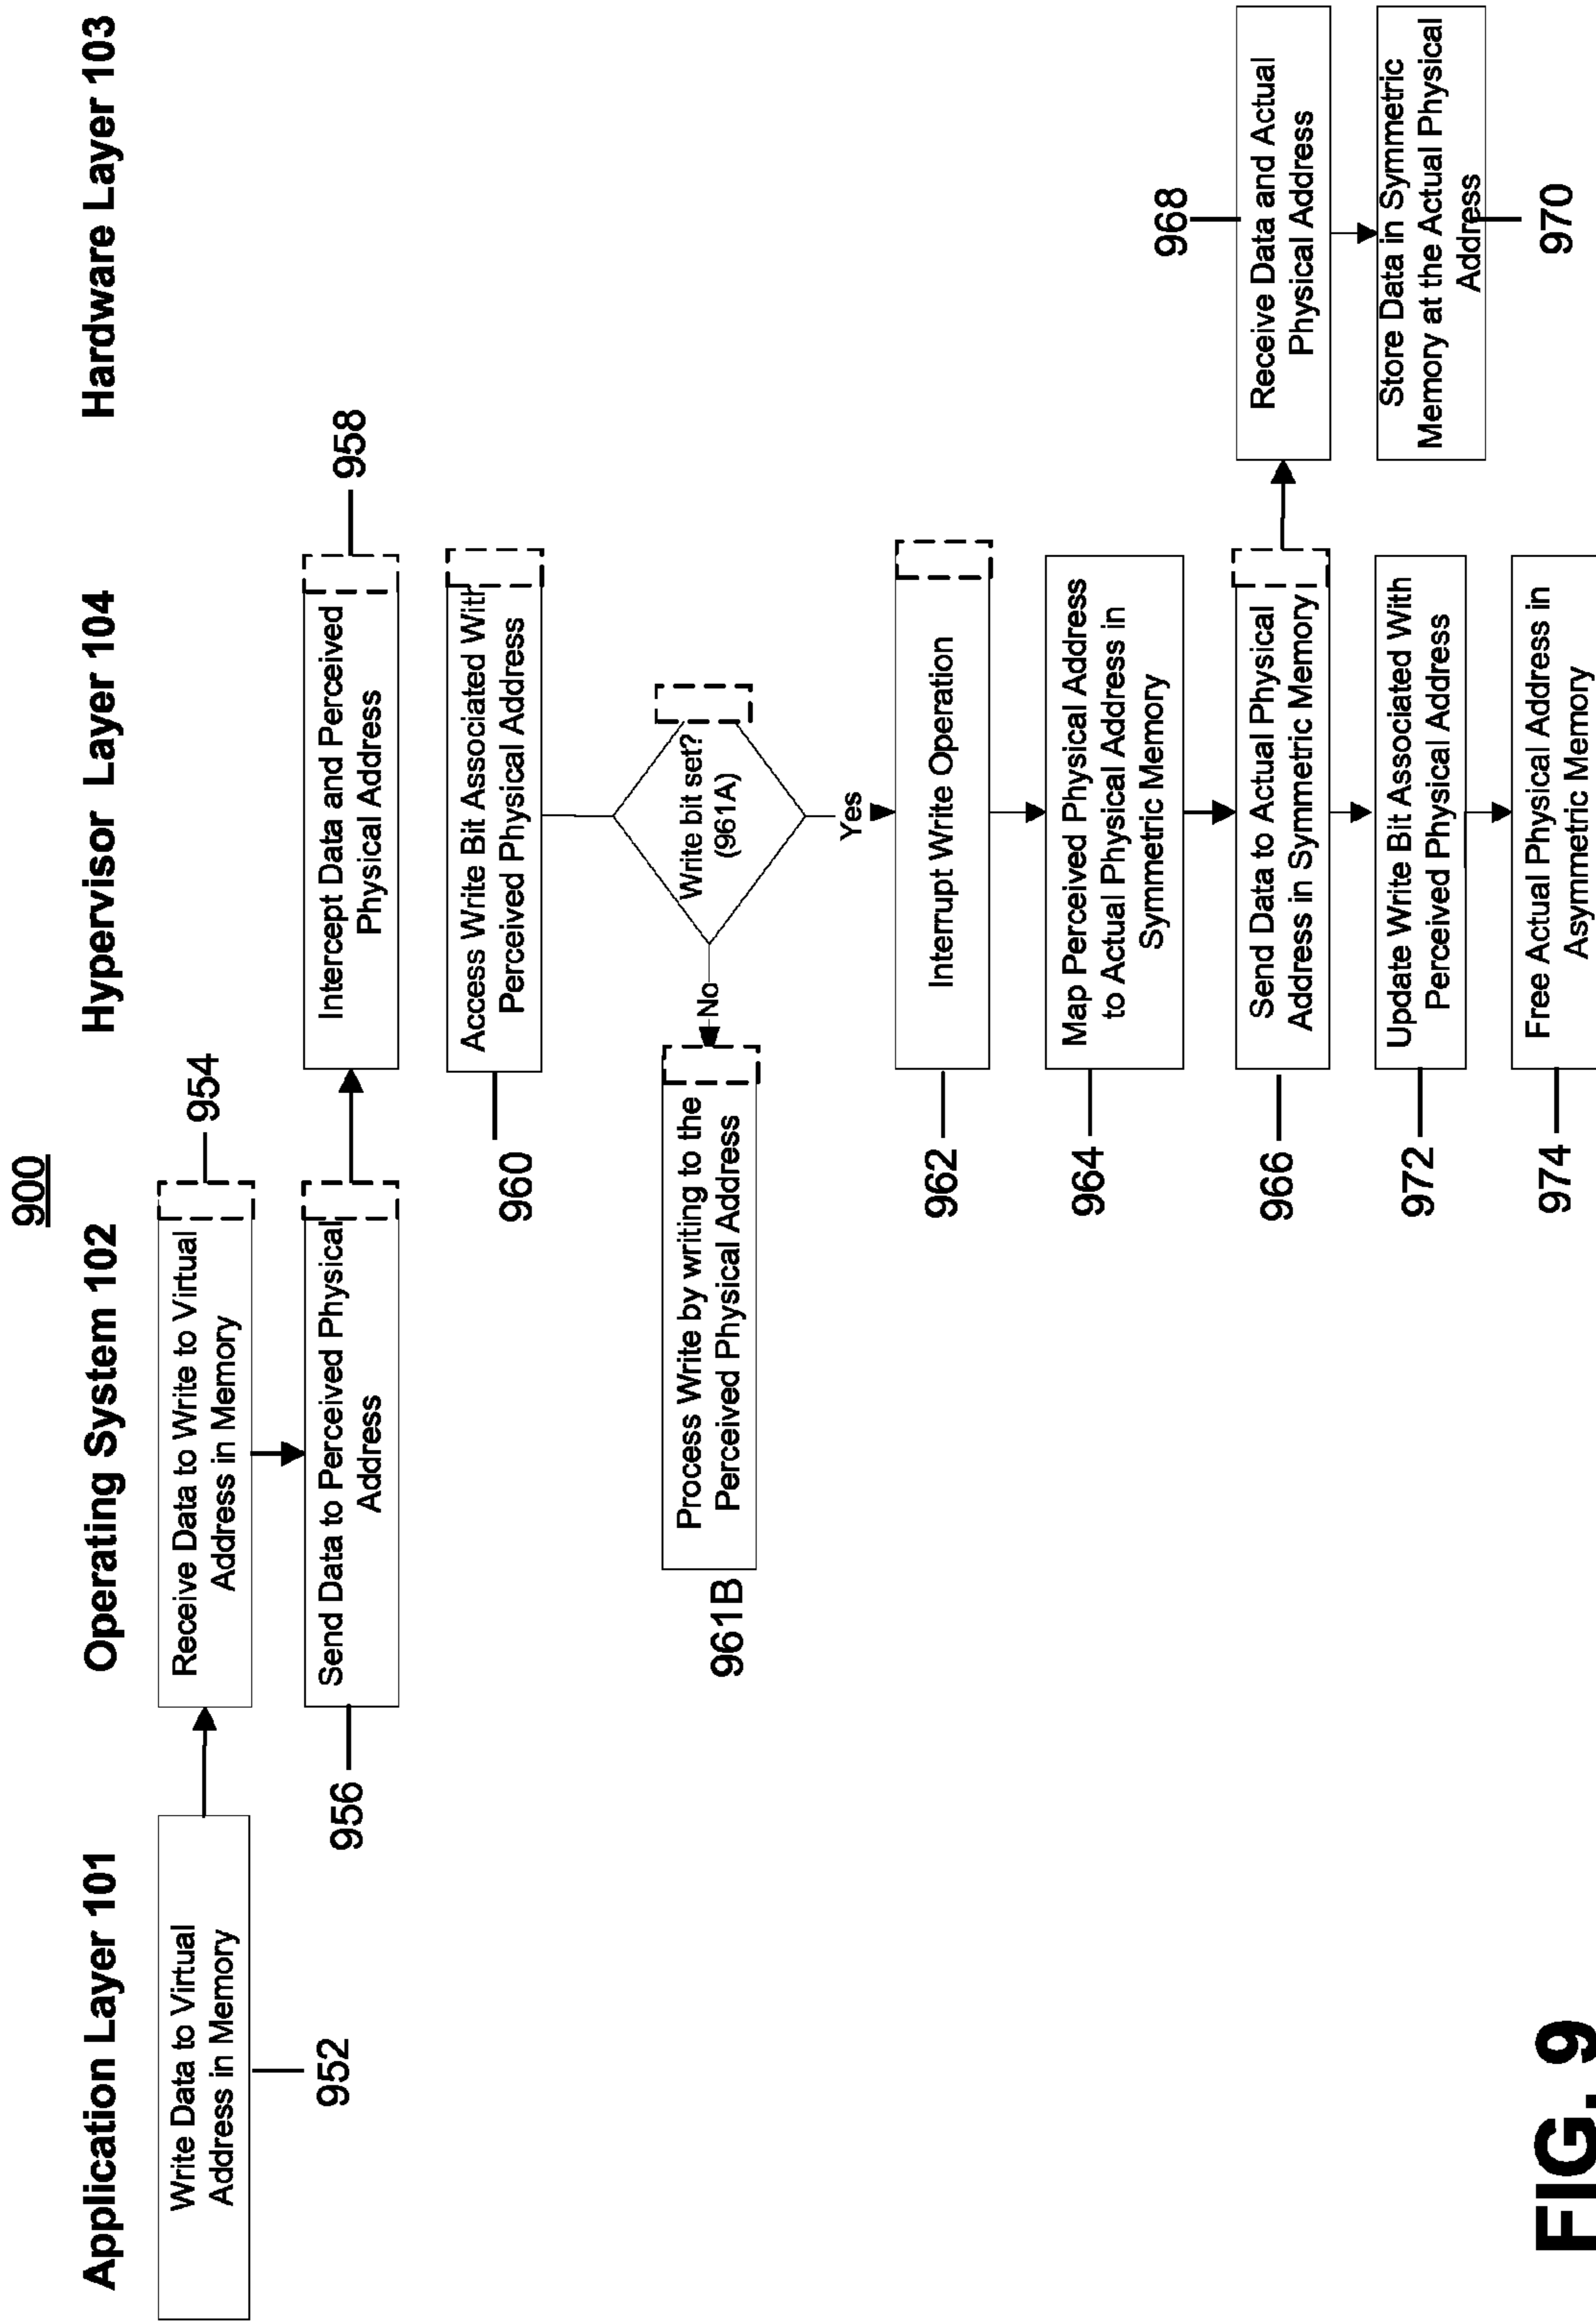 900
Application Layer 101
Operating System 102
Hypervisor Layer 104
Hardware Layer 103
Write Data to Virtual
Address in Memory
952
Receive Data to Write to Virtual
Address in Memory
954
Send Data to Perceived Physical
Address
956
Intercept Data and Perceived
Physical Address
958
Access Write Bit Associated With
Perceived Physical Address
960
Write bit set?
(961A)
No
Yes
Process Write by writing to the
Perceived Physical Address
961B
Interrupt Write Operation
962
Map Perceived Physical Address
to Actual Physical Address in
Symmetric Memory
964
Send Data to Actual Physical
Address in Symmetric Memory
966
Receive Data and Actual
Physical Address
968
Store Data in Symmetric
Memory at the Actual Physical
Address
970
Update Write Bit Associated With
Perceived Physical Address
972
Free Actual Physical Address in
Asymmetric Memory
974
FIG. 9